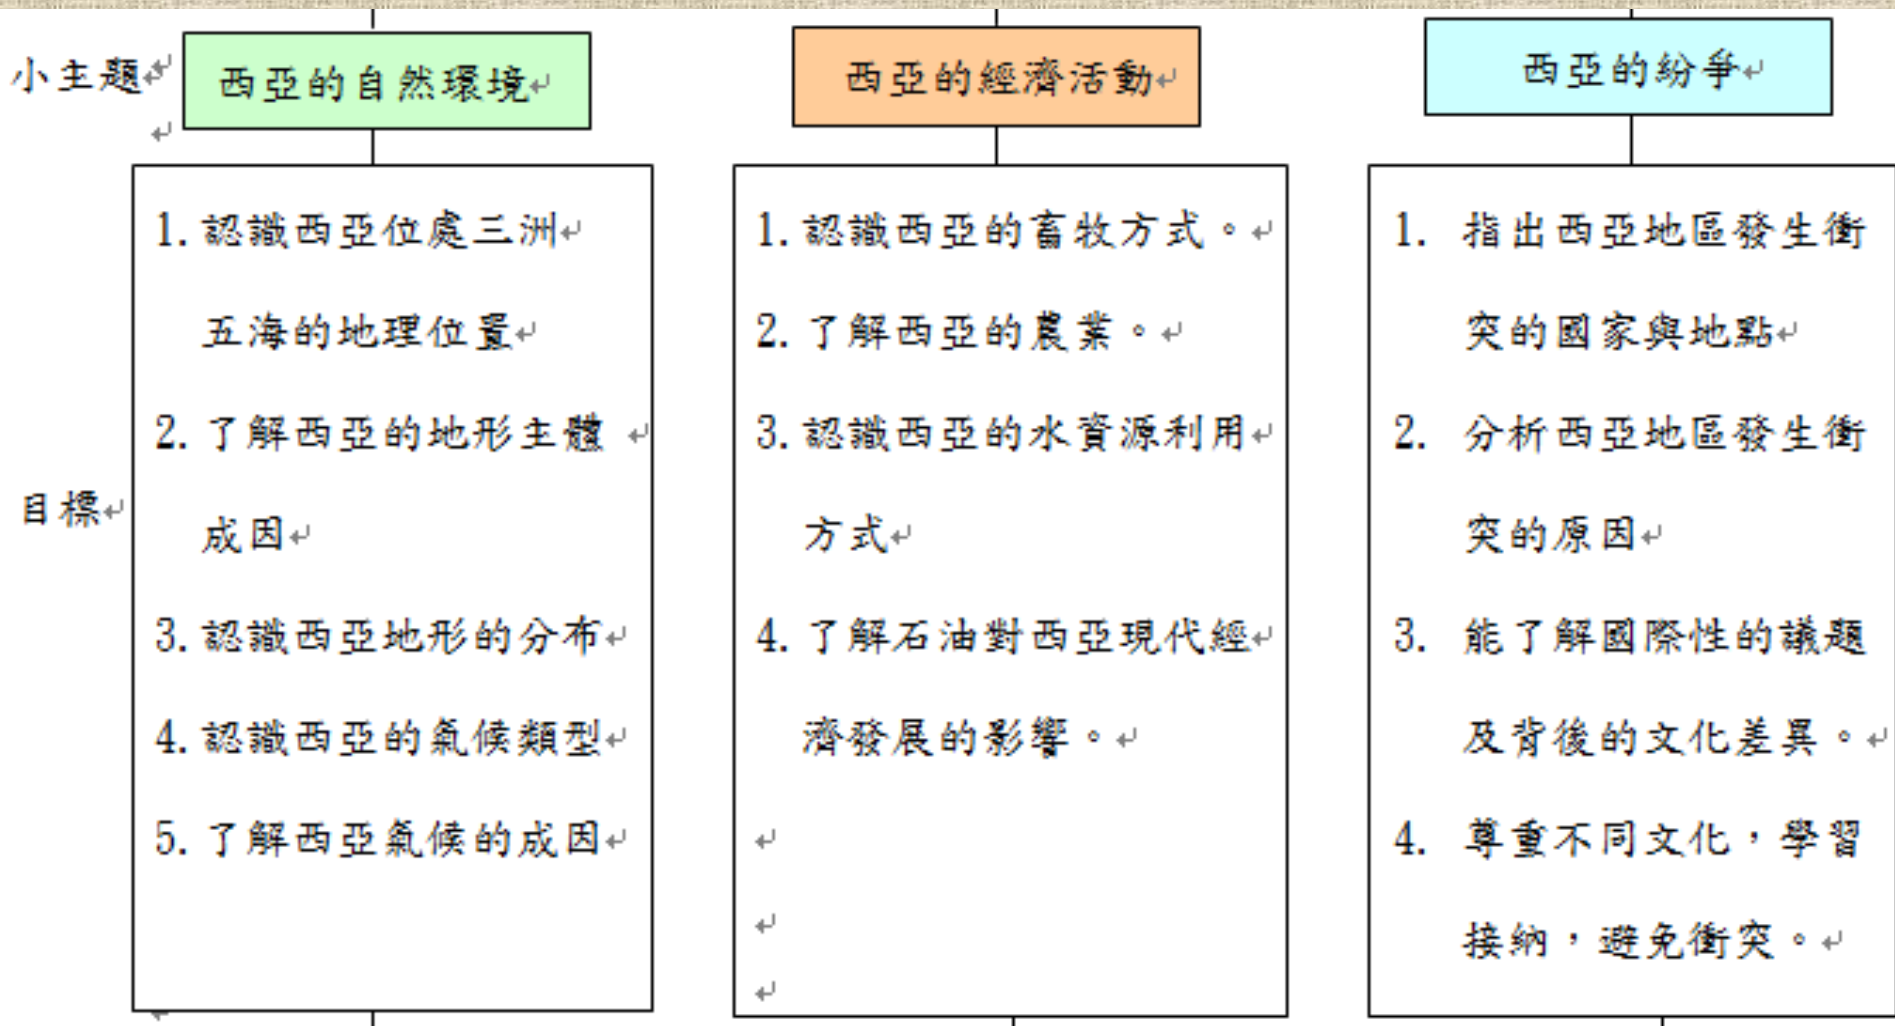 小主題
西亞的自然環境
西亞的經濟活動
西亞的紛爭
目標
1.認識西亞位處三洲
五海的地理位置
2.了解西亞的地形主體
成因
3.認識西亞地形的分布
4.認識西亞的氣候類型
5.了解西亞氣候的成因
1.認識西亞的畜牧方式。
2.了解西亞的農業。
3.認識西亞的水資源利用
方式
4.了解石油對西亞現代經
濟發展的影響。
1. 指出西亞地區發生衝
突的國家與地點
2. 分析西亞地區發生衝
突的原因
3. 能了解國際性的議題
及背後的文化差異。
4. 尊重不同文化，學習
接納，避免衝突。